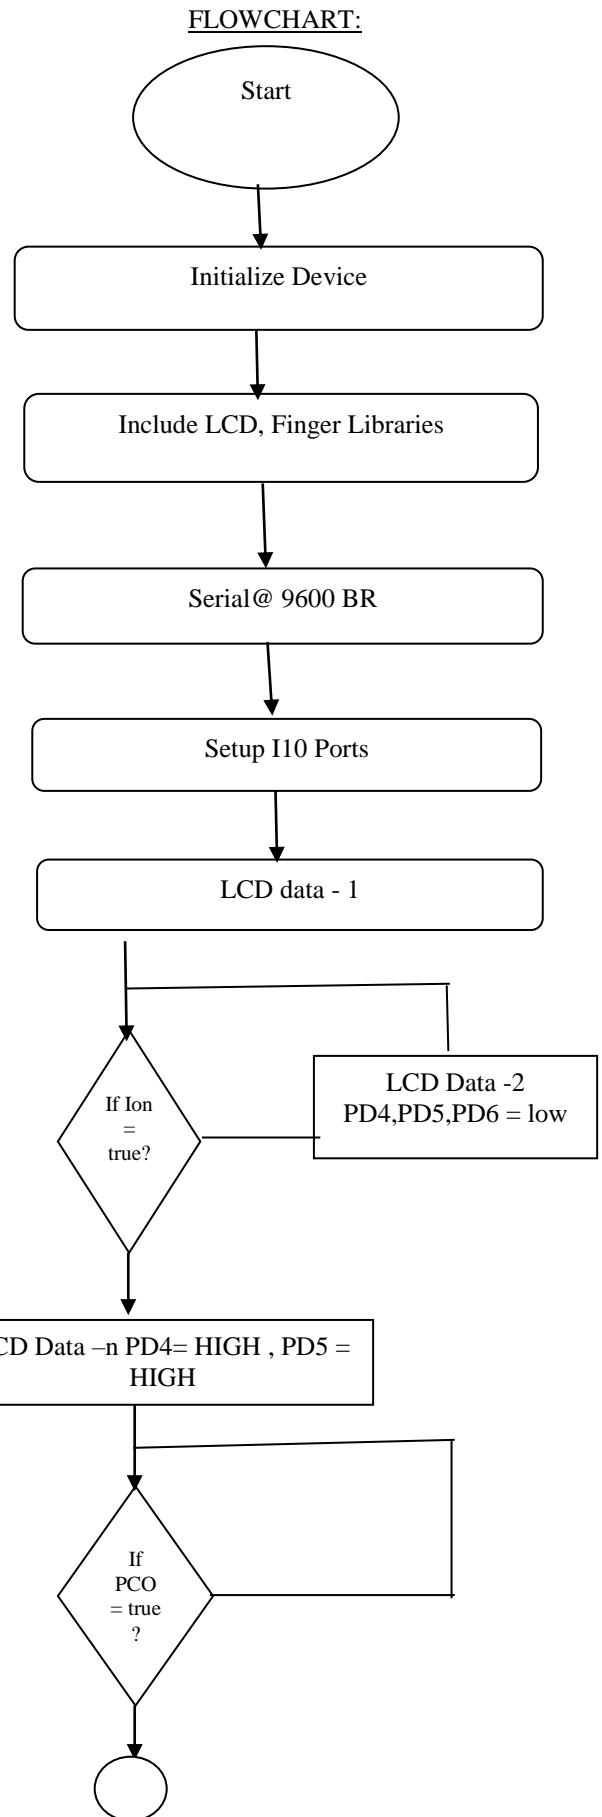 FLOWCHART:
Start
Initialize Device
Include LCD, Finger Libraries
Serial@ 9600 BR
Setup I10 Ports
LCD data - 1
If Ion
=
true?
LCD Data -2
PD4,PD5,PD6 = low
CD Data –n PD4= HIGH , PD5 =
HIGH
If
PCO
= true
?